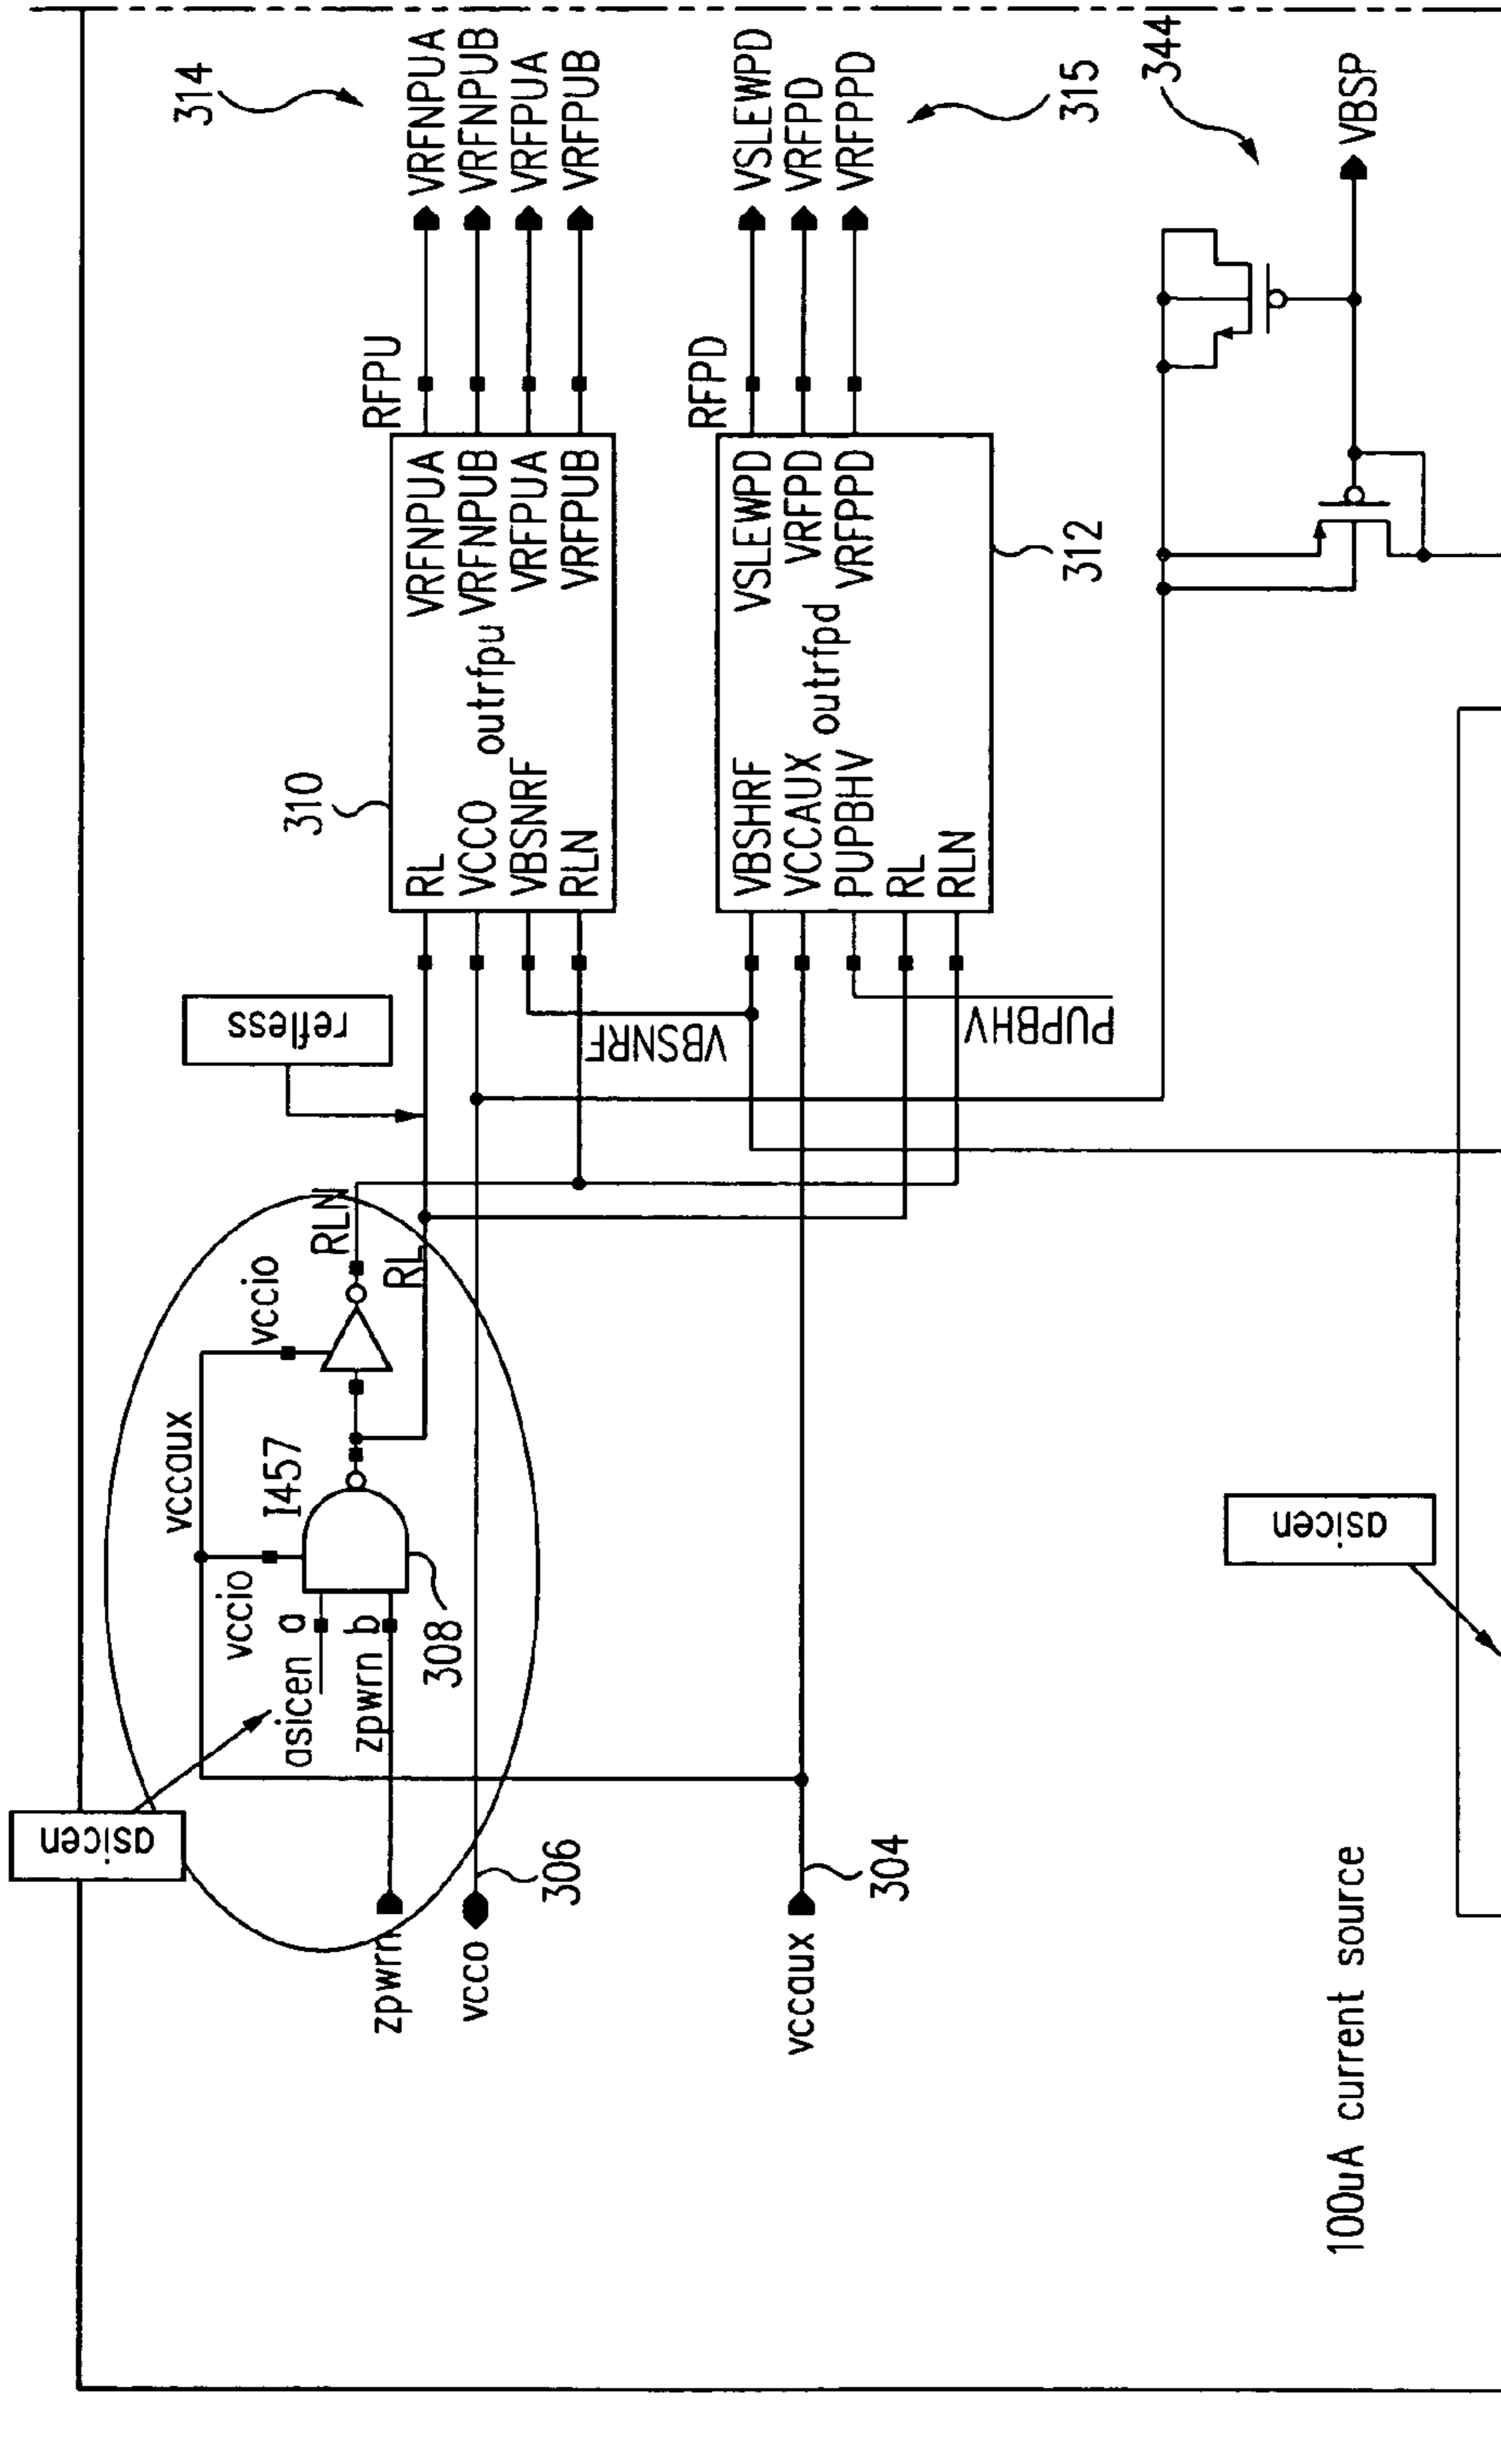 314
VRFNPUA
VRFNPUB
VRFPUA
VRFPUB
RFPU
310
RL
VCCO
VBSNRF
RLN
outrfpu
VRFNPUA
VRFNPUB
VRFPUA
VRFPUB
refless
asicen
vccaux
vccio
I457
vccio
RLN
RL
asicen a
zpwrn b
308
zpwrn
vcco
306
VBSNRF
VSLEWPD
VRFPD
VRFPPD
315
RFPD
VBSHRF
VCCAUX
PUPBHV
RL
RLN
outrfpd
VSLEWPD
VRFPD
VRFPPD
312
PUPBHV
vccaux
304
344
VBSP
asicen
100uA current source